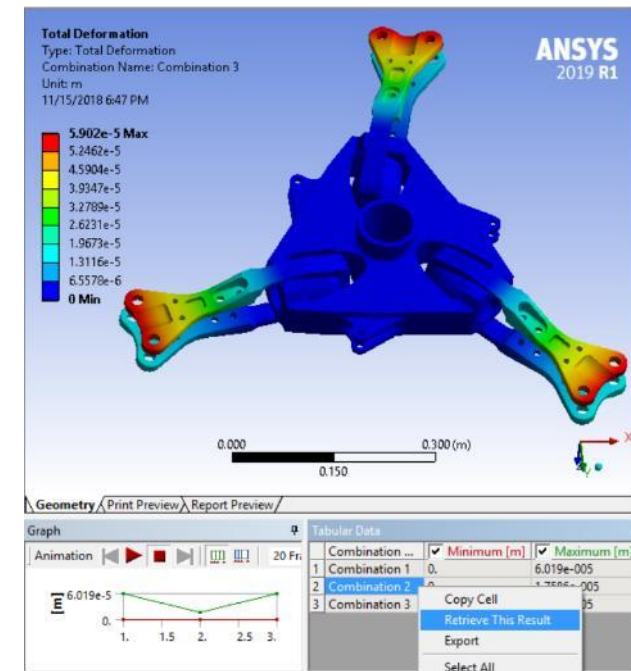 Total Deformation
Type: Total Deformation
Combination Name: Combination 3
Unit: m
11/15/2018 6:47 PM
ANSYS
2019 R1
5.902e-5 Max
5.2462e-5
4.5904e-5
3.9347e-5
3.2789e-5
2.6231e-5
1.9673e-5
1.3116e-5
6.5578e-6
0 Min
0.000
0.300 (m)
0.150
X
Geometry Print Preview Report Preview
Graph
Animation
20 Fra
[m]
6.019e-5
0.
1. 1.5 2. 2.5 3.
Tabular Data
Combination ... Minimum [m] Maximum [m]
1 Combination 1 0. 6.019e-005
2 Combination 2 0.
3 Combination 3
Copy Cell
Retrieve This Result
Export
Select All